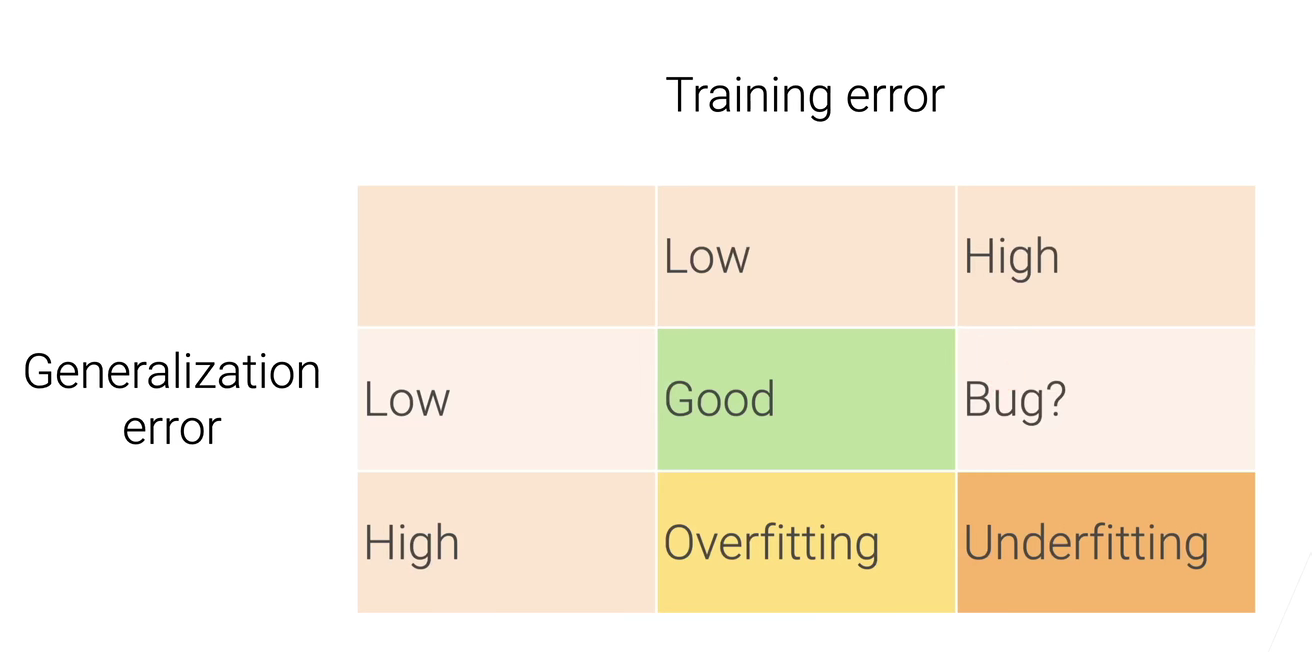 Training error
Low
High
Generalization
error
Low
Good
Bug?
High
Overfitting
Underfitting